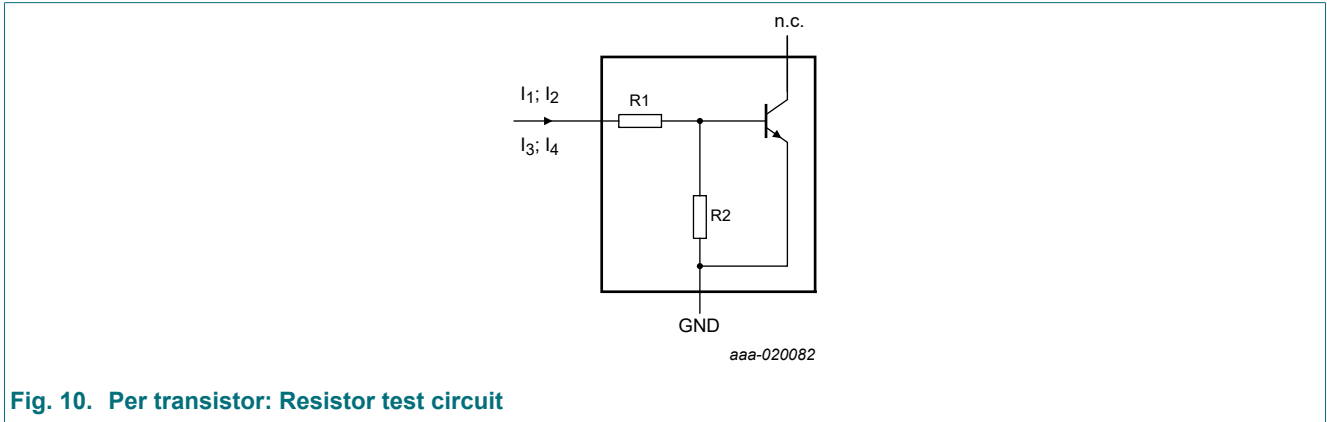 n.c.
I1; I2
R1
I3; I4
R2
GND
aaa-020082
Fig. 10. Per transistor: Resistor test circuit